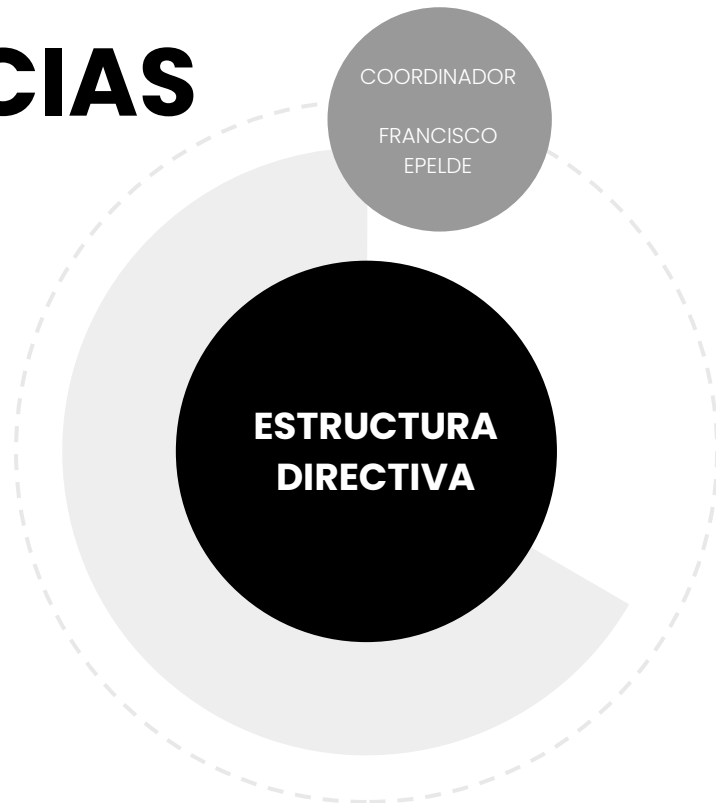 CIAS
COORDINADOR
FRANCISCO
EPELDE
ESTRUCTURA
DIRECTIVA